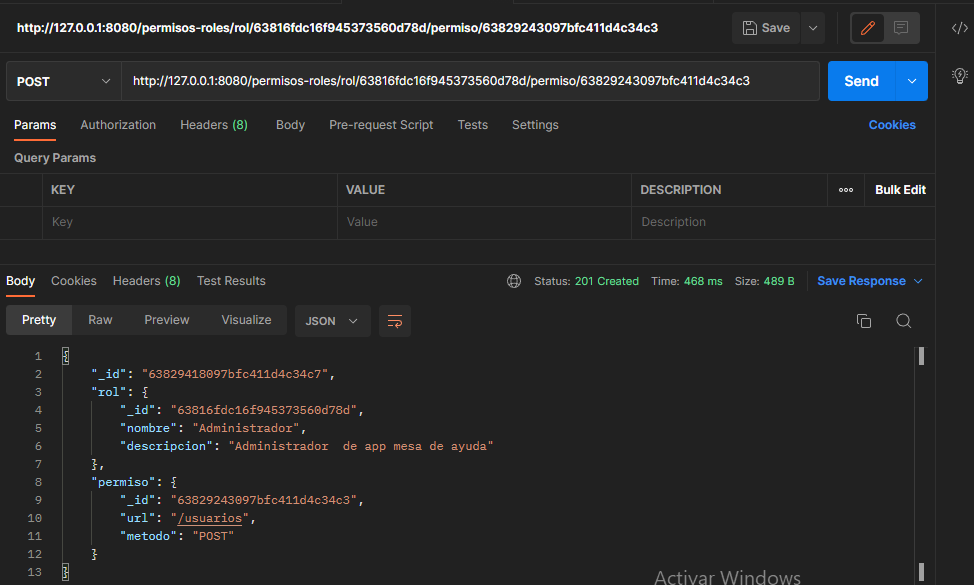 http://127.0.0.1:8080/permisos-roles/rol/63816fdc16f945373560d78d/permiso/63829243097bfc411d4c34c3 Save
POST http://127.0.0.1:8080/permisos-roles/rol/63816fdc16f945373560d78d/permiso/63829243097bfc411d4c34c3 Send
Params Authorization Headers (8) Body Pre-request Script Tests Settings Cookies
Query Params
KEY VALUE DESCRIPTION ooo Bulk Edit
Key Value Description
Body Cookies Headers (8) Test Results Status: 201 Created Time: 468 ms Size: 489 B Save Response
Pretty Raw Preview Visualize JSON
1 {
2 "_id": "63829418097bfc411d4c34c7",
3 "rol": {
4 "_id": "63816fdc16f945373560d78d",
5 "nombre": "Administrador",
6 "descripcion": "Administrador  de app mesa de ayuda"
7 },
8 "permiso": {
9 "_id": "63829243097bfc411d4c34c3",
10 "url": "/usuarios",
11 "metodo": "POST"
12 }
13 }
Activar Windows